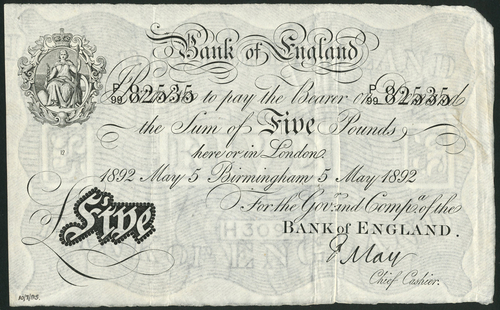 Bank of England
P/99 82535 P/99 82535
to pay the Bearer on Demand
the Sum of Five Pounds
here or in London
1892 May 5 Birmingham 5 May 1892
For the Govr. and Compa. of the
BANK OF ENGLAND.
Five
F May
Chief Cashier.